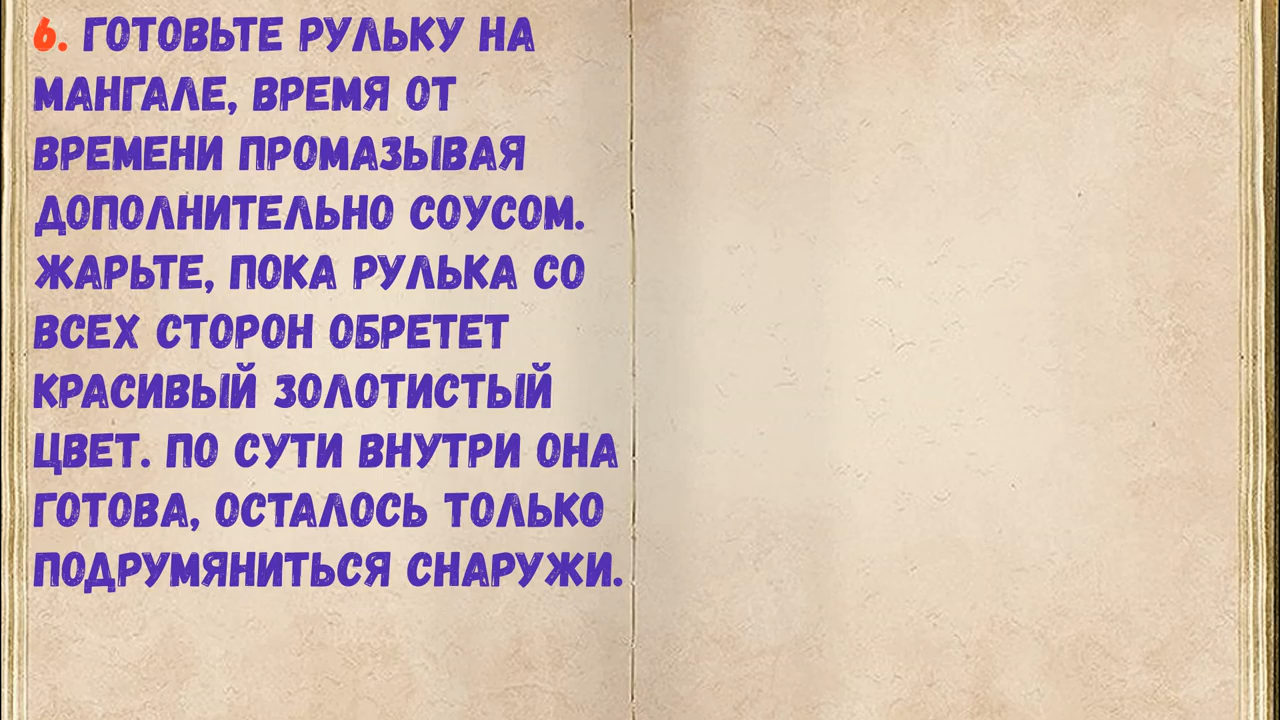 6. ГОТОВЬТЕ РУЛЬКУ НА
МАНГАЛЕ, ВРЕМЯ ОТ
ВРЕМЕНИ ПРОМАЗЫВАЯ
ДОПОЛНИТЕЛЬНО СОУСОМ.
ЖАРЬТЕ, ПОКА РУЛЬКА СО
ВСЕХ СТОРОН ОБРЕТЕТ
КРАСИВЫЙ ЗОЛОТИСТЫЙ
ЦВЕТ. ПО СУТИ ВНУТРИ ОНА
ГОТОВА, ОСТАЛОСЬ ТОЛЬКО
ПОДРУМЯНИТЬСЯ СНАРУЖИ.